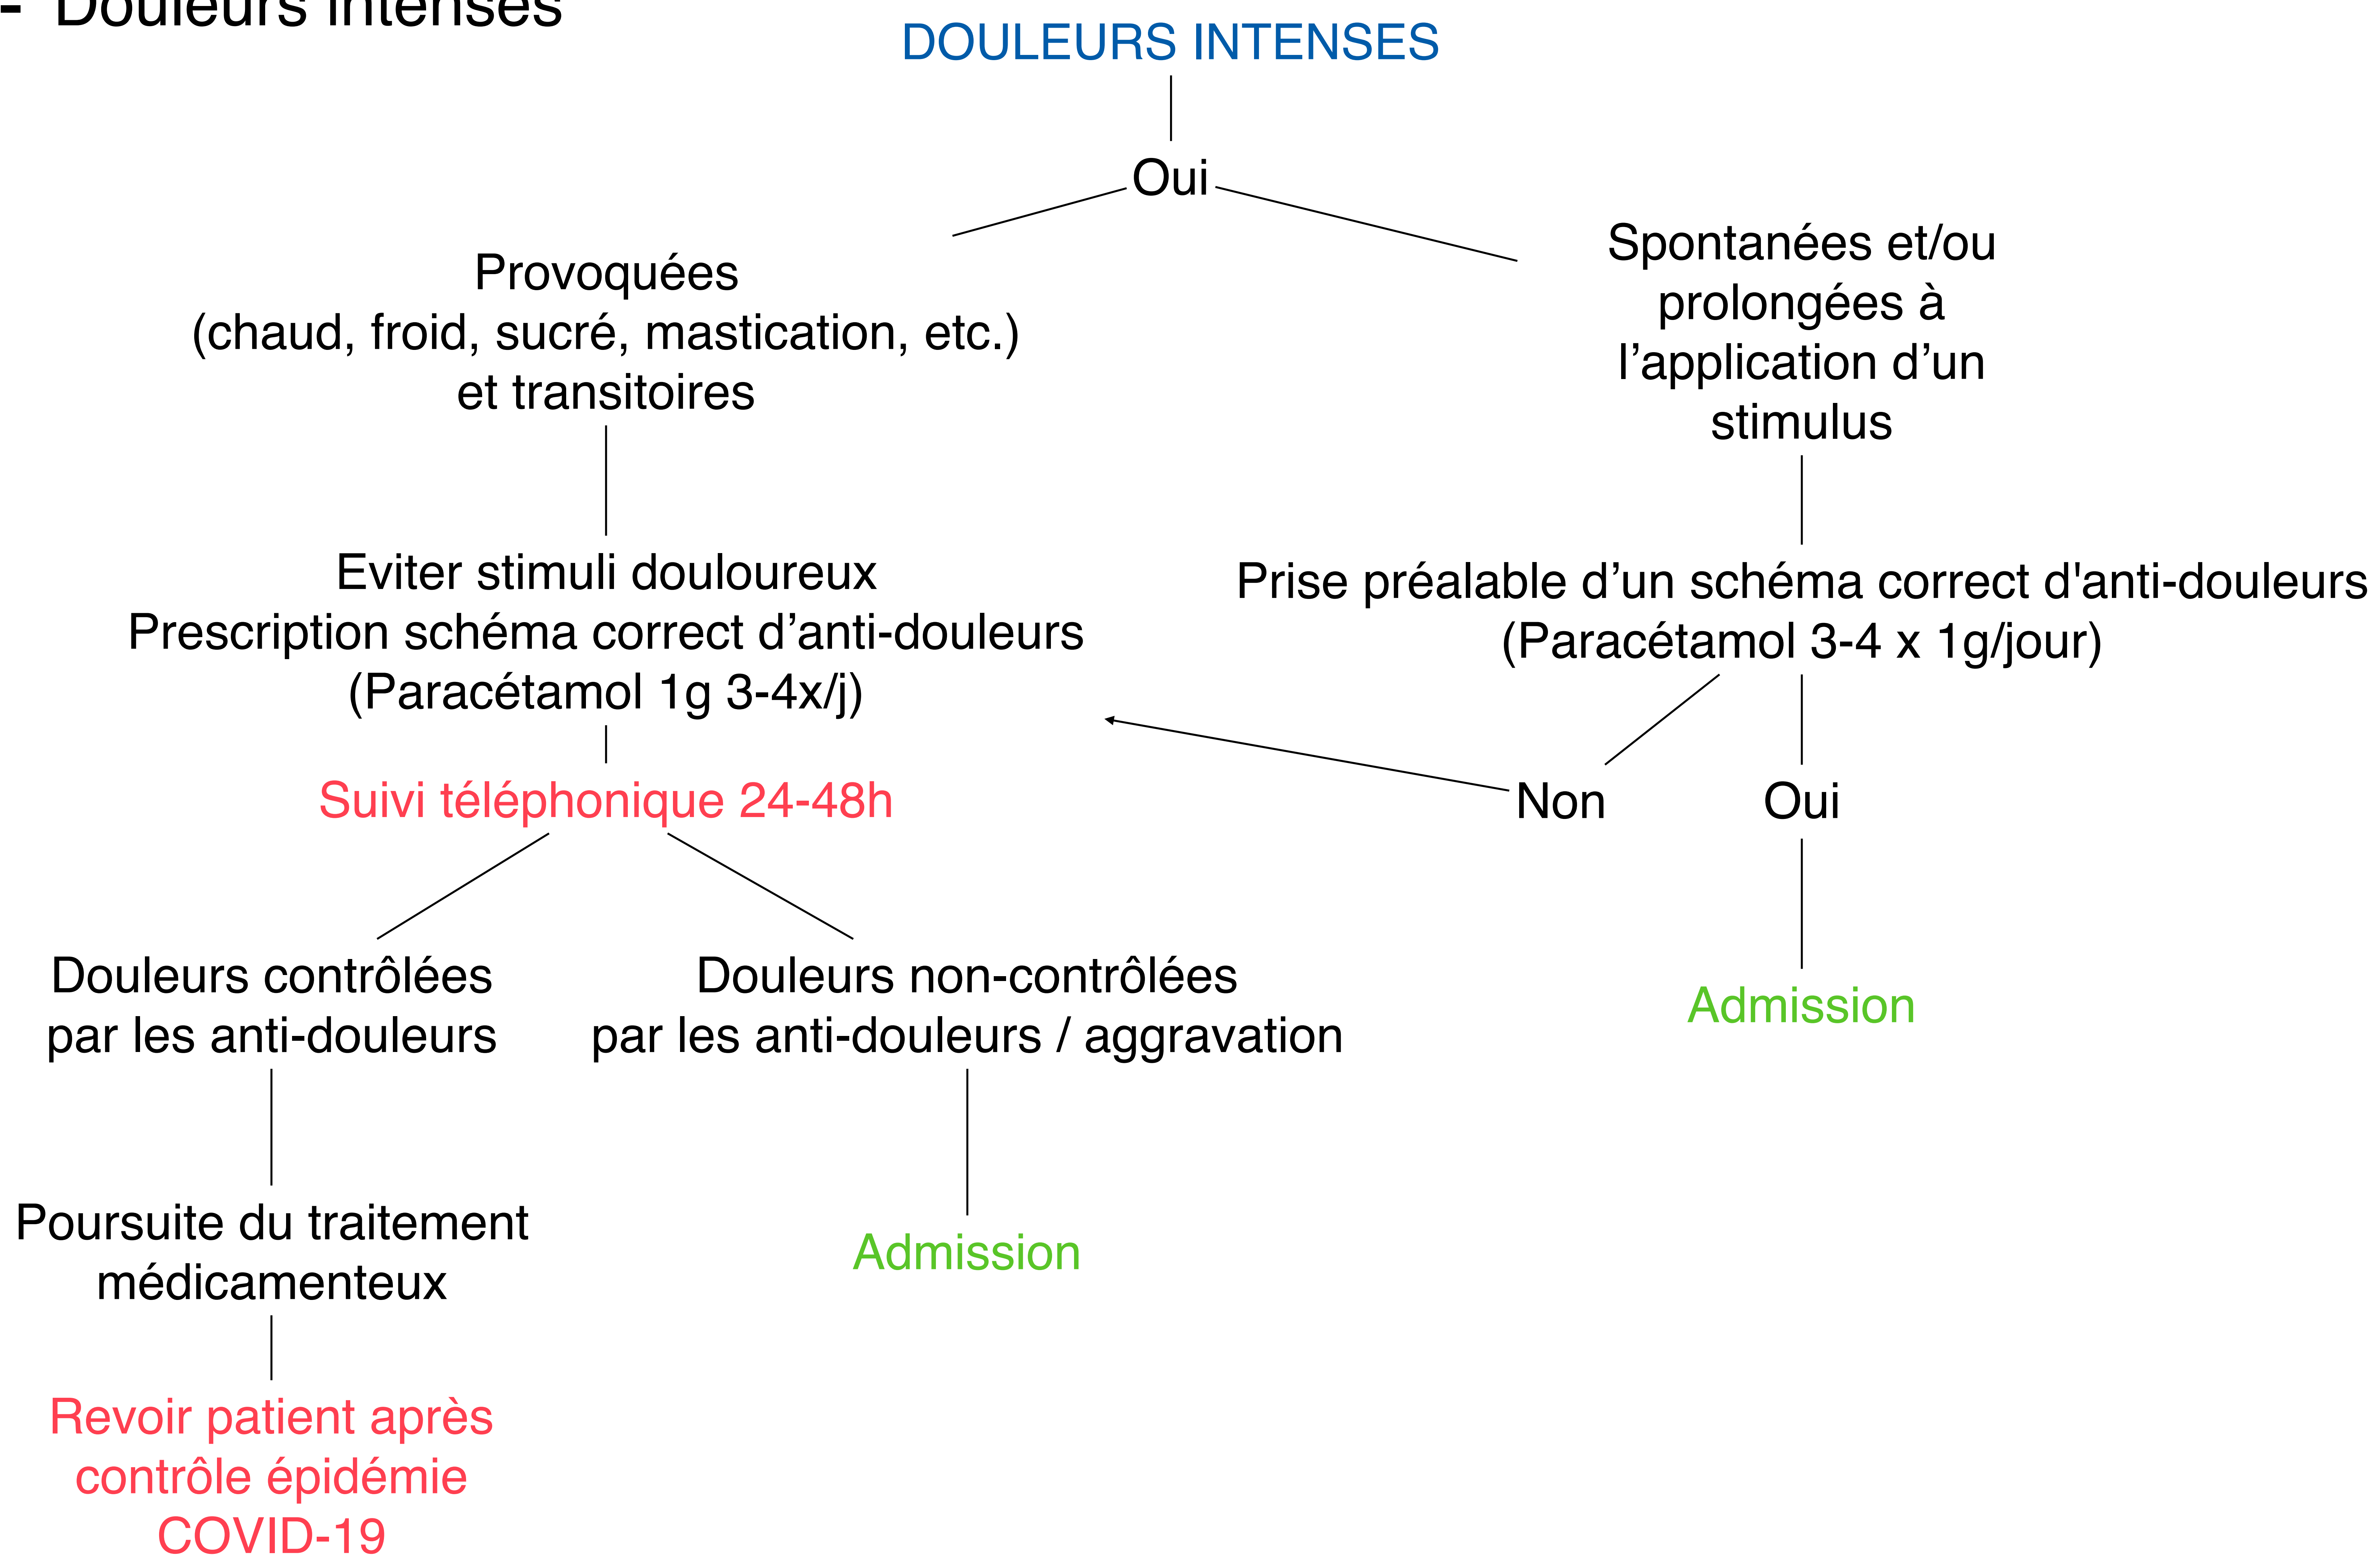 - Douleurs intenses
DOULEURS INTENSES
Oui
Provoquées
(chaud, froid, sucré, mastication, etc.)
et transitoires
Spontanées et/ou
prolongées à
l’application d’un
stimulus
Eviter stimuli douloureux
Prescription schéma correct d’anti-douleurs
(Paracétamol 1g 3-4x/j)
Prise préalable d’un schéma correct d'anti-douleurs
(Paracétamol 3-4 x 1g/jour)
Suivi téléphonique 24-48h
Non
Oui
Douleurs contrôlées
par les anti-douleurs
Douleurs non-contrôlées
par les anti-douleurs / aggravation
Admission
Poursuite du traitement
médicamenteux
Admission
Revoir patient après
contrôle épidémie
COVID-19